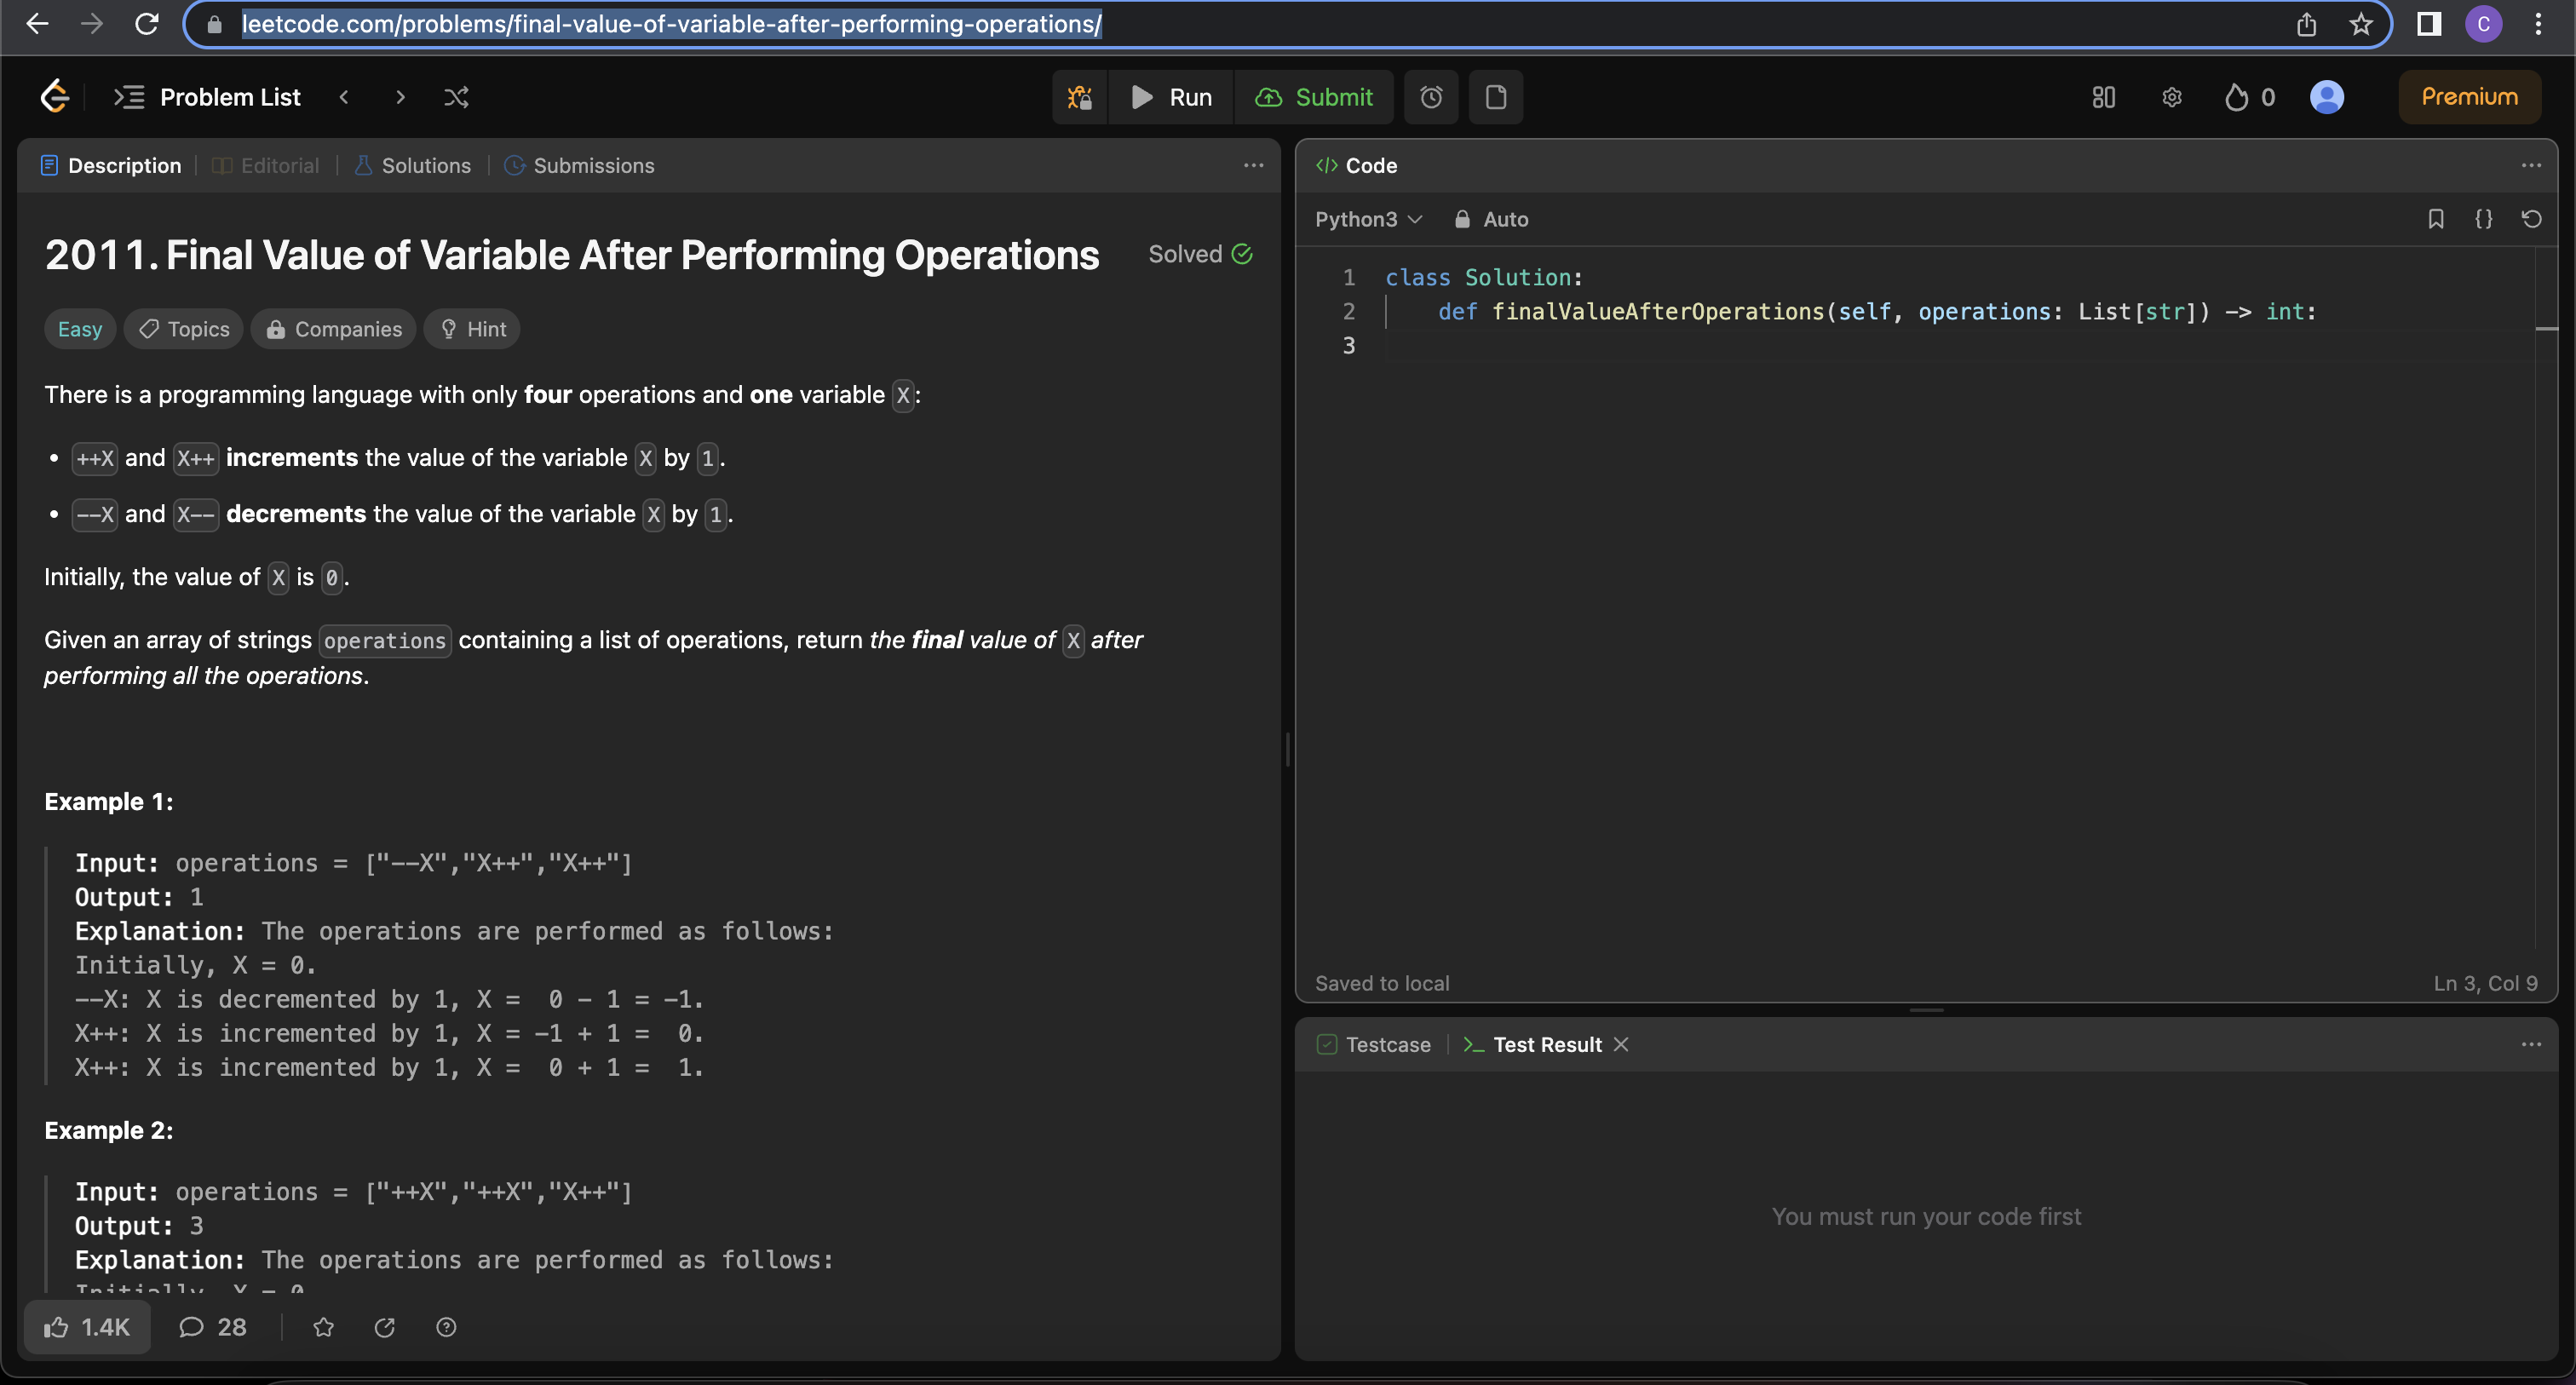 leetcode.com/problems/final-value-of-variable-after-performing-operations/
C
Problem List
Run
Submit
0
Premium
Description
Editorial
Solutions
Submissions
2011. Final Value of Variable After Performing Operations
Solved
Easy
Topics
Companies
Hint
There is a programming language with only four operations and one variable X:
• ++X and X++ increments the value of the variable X by 1.
• --X and X-- decrements the value of the variable X by 1.
Initially, the value of X is 0.
Given an array of strings operations containing a list of operations, return the final value of X after
performing all the operations.
Example 1:
Input: operations = ["--X","X++","X++"]
Output: 1
Explanation: The operations are performed as follows:
Initially, X = 0.
--X: X is decremented by 1, X =  0 - 1 = -1.
X++: X is incremented by 1, X = -1 + 1 =  0.
X++: X is incremented by 1, X =  0 + 1 =  1.
Example 2:
Input: operations = ["++X","++X","X++"]
Output: 3
Explanation: The operations are performed as follows:
Initially, X = 0
1.4K
28
</> Code
Python3
Auto
{}
1 class Solution:
2     def finalValueAfterOperations(self, operations: List[str]) -> int:
3
Saved to local
Ln 3, Col 9
Testcase
>_ Test Result
You must run your code first